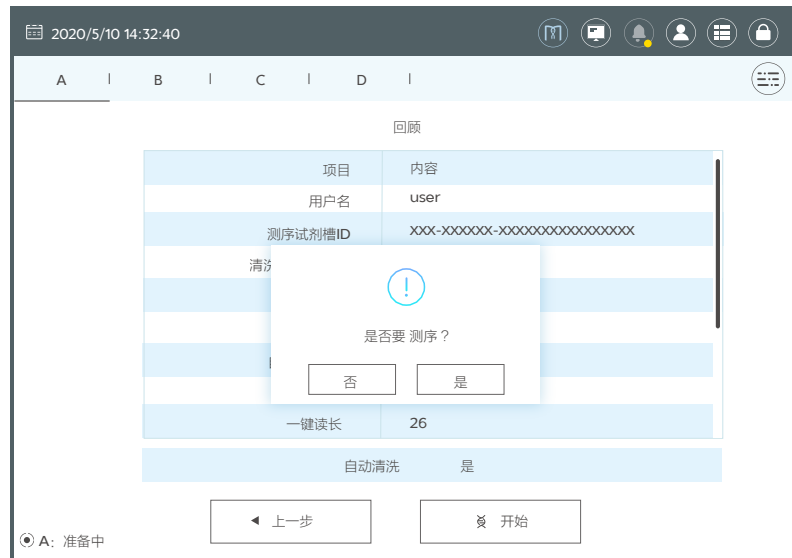 2020/5/10 14:32:40
A B C D
回顾
项目 内容
用户名 user
测序试剂槽ID XXX-XXXXXX-XXXXXXXXXXXXXXXX
清洗
是否要 测序？
否 是
一键读长 26
自动清洗 是
上一步 开始
A: 准备中